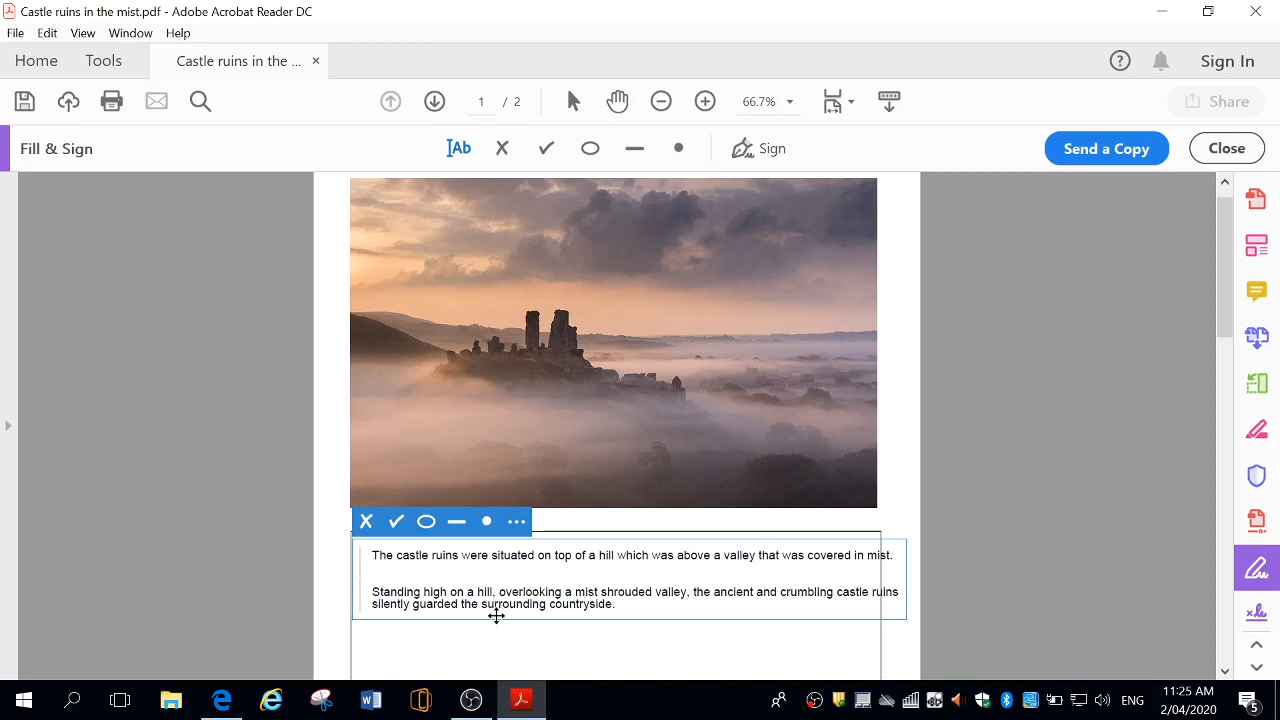 Castle ruins in the mist.pdf - Adobe Acrobat Reader DC
File Edit View Window Help
Home Tools Castle ruins in the ... × Sign In
1 / 2 66.7% Share
Fill & Sign Ab Sign Send a Copy Close
The castle ruins were situated on top of a hill which was above a valley that was covered in mist.
Standing high on a hill, overlooking a mist shrouded valley, the ancient and crumbling castle ruins
silently guarded the surrounding countryside.
ENG 11:25 AM 5
2/04/2020